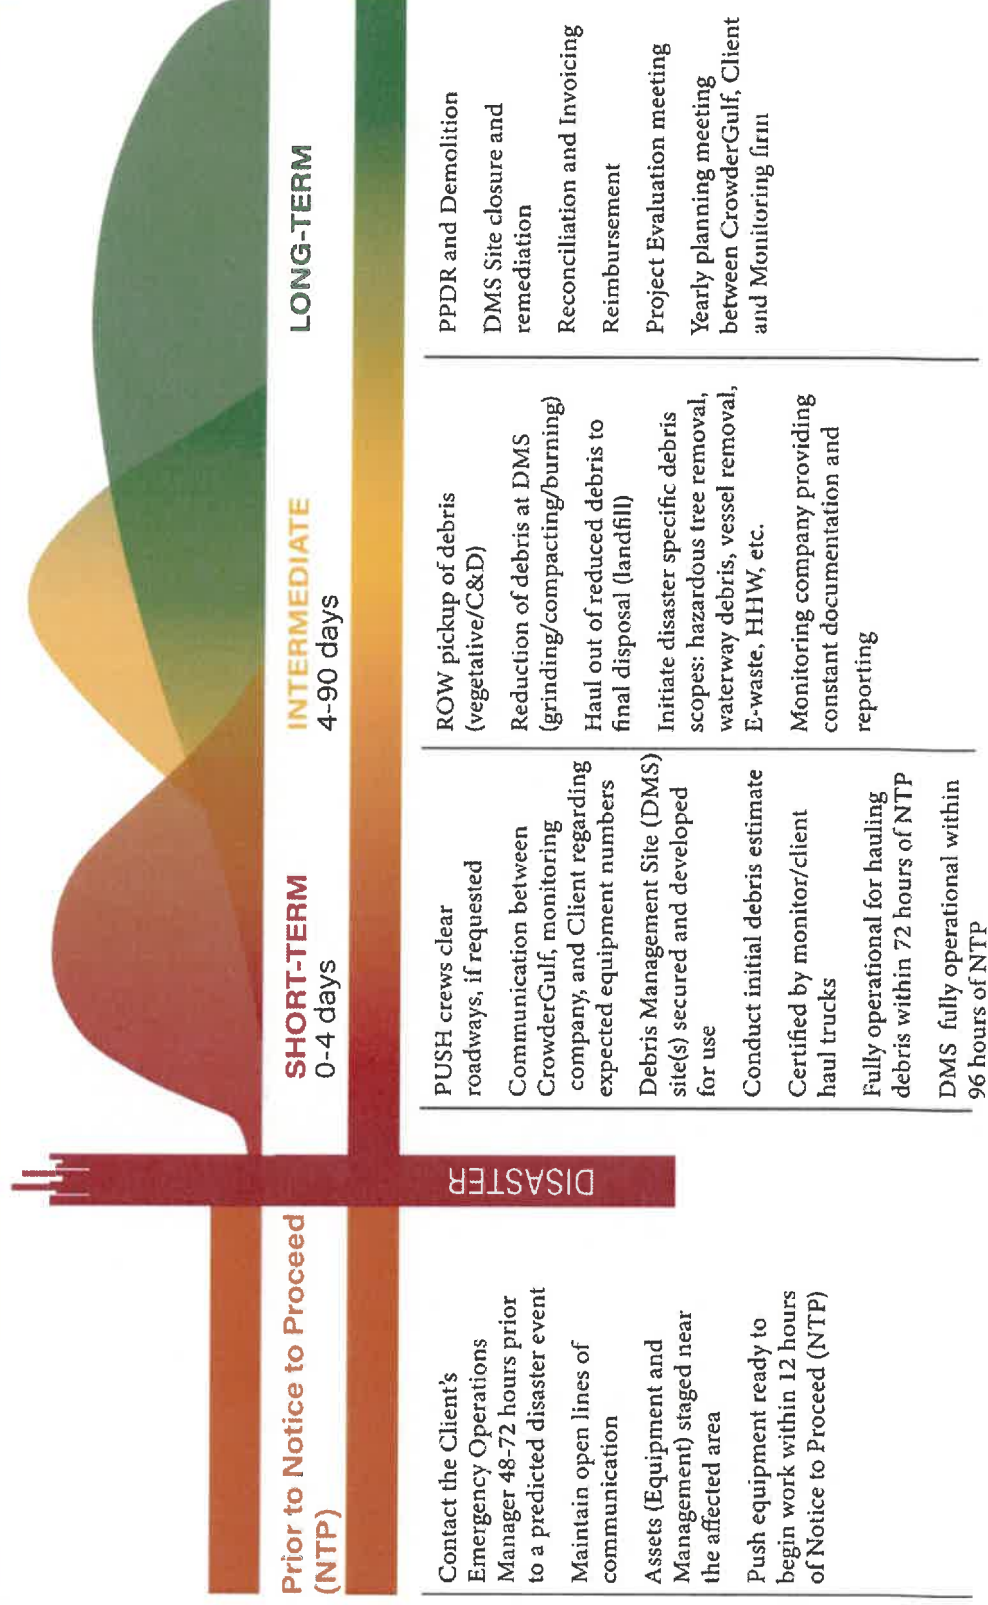 Prior to Notice to Proceed
(NTP)
Contact the Client's
Emergency Operations
Manager 48-72 hours prior
to a predicted disaster event
Maintain open lines of
communication
Assets (Equipment and
Management) staged near
the affected area
Push equipment ready to
begin work within 12 hours
of Notice to Proceed (NTP)
DISASTER
SHORT-TERM
0-4 days
PUSH crews clear
roadways, if requested
Communication between
CrowderGulf, monitoring
company, and Client regarding
expected equipment numbers
Debris Management Site (DMS)
site(s) secured and developed
for use
Conduct initial debris estimate
Certified by monitor/client
haul trucks
Fully operational for hauling
debris within 72 hours of NTP
DMS fully operational within
96 hours of NTP
INTERMEDIATE
4-90 days
ROW pickup of debris
(vegetative/C&D)
Reduction of debris at DMS
(grinding/compacting/burning)
Haul out of reduced debris to
final disposal (landfill)
Initiate disaster specific debris
scopes: hazardous tree removal,
waterway debris, vessel removal,
E-waste, HHW, etc.
Monitoring company providing
constant documentation and
reporting
LONG-TERM
PPDR and Demolition
DMS Site closure and
remediation
Reconciliation and Invoicing
Reimbursement
Project Evaluation meeting
Yearly planning meeting
between CrowderGulf, Client
and Monitoring firm